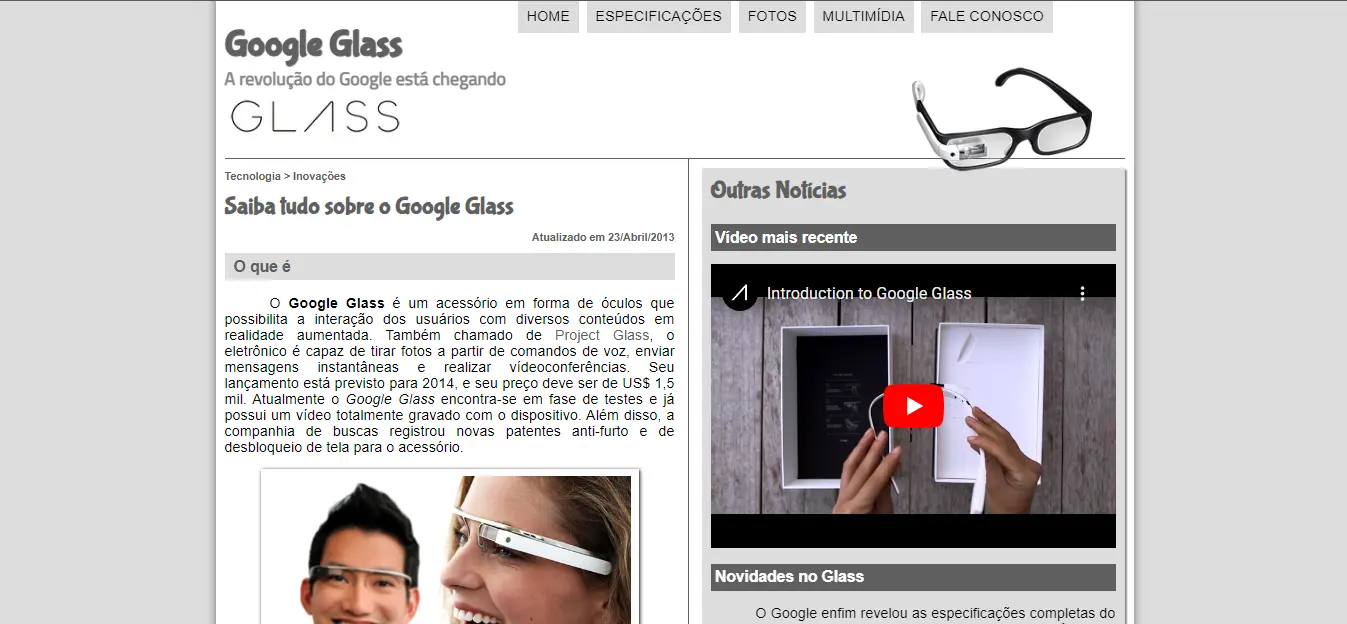 HOME ESPECIFICAÇÕES FOTOS MULTIMÍDIA FALE CONOSCO
Google Glass
A revolução do Google está chegando
GLASS
Tecnologia > Inovações
Saiba tudo sobre o Google Glass
Atualizado em 23/Abril/2013
O que é
O Google Glass é um acessório em forma de óculos que
possibilita a interação dos usuários com diversos conteúdos em
realidade aumentada. Também chamado de Project Glass, o
eletrônico é capaz de tirar fotos a partir de comandos de voz, enviar
mensagens instantâneas e realizar vídeoconferências. Seu
lançamento está previsto para 2014, e seu preço deve ser de US$ 1,5
mil. Atualmente o Google Glass encontra-se em fase de testes e já
possui um vídeo totalmente gravado com o dispositivo. Além disso, a
companhia de buscas registrou novas patentes anti-furto e de
desbloqueio de tela para o acessório.
Outras Notícias
Vídeo mais recente
Introduction to Google Glass
Novidades no Glass
O Google enfim revelou as especificações completas do